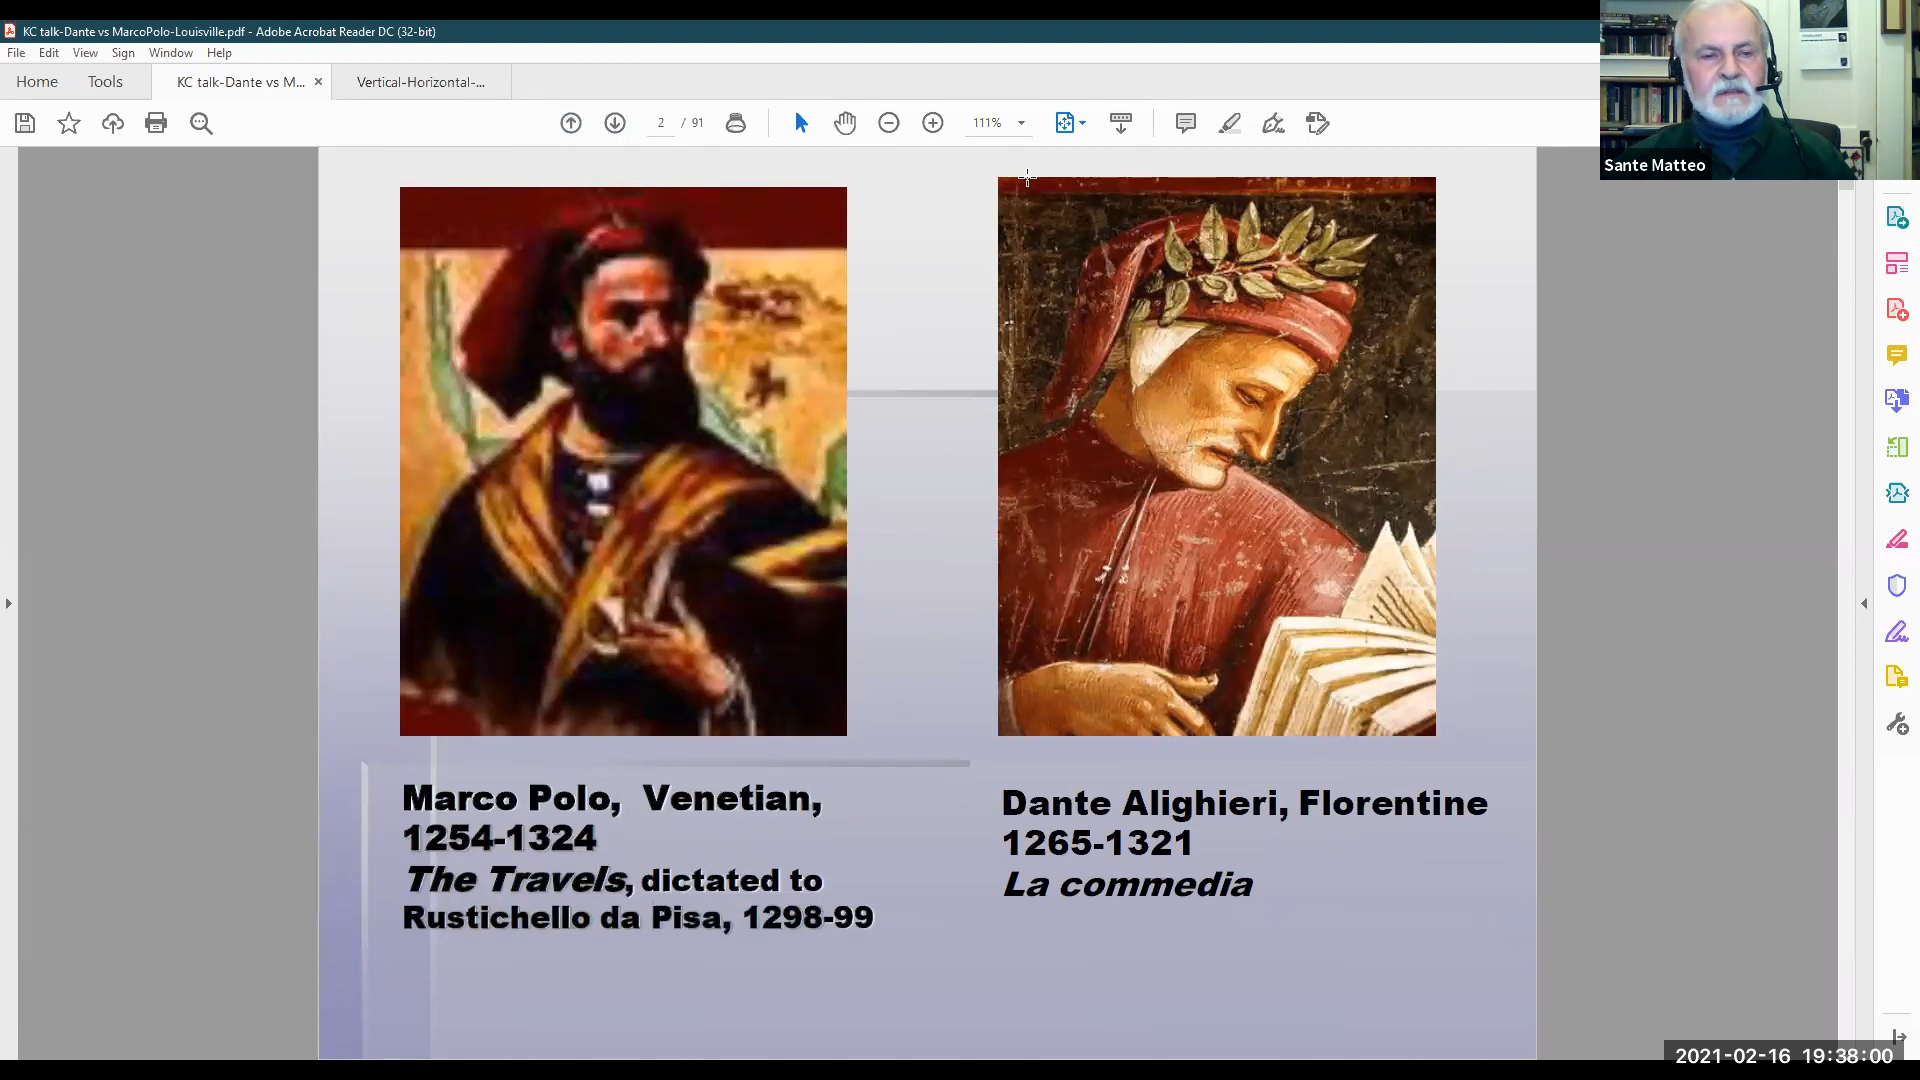 KC talk-Dante vs MarcoPolo-Louisville.pdf - Adobe Acrobat Reader DC (32-bit)
File Edit View Sign Window Help
Home Tools KC talk-Dante vs M... × Vertical-Horizontal-...
2 / 91 111%
Sante Matteo
Marco Polo, Venetian,
1254-1324
The Travels, dictated to
Rustichello da Pisa, 1298-99
Dante Alighieri, Florentine
1265-1321
La commedia
2021-02-16 19:38:00